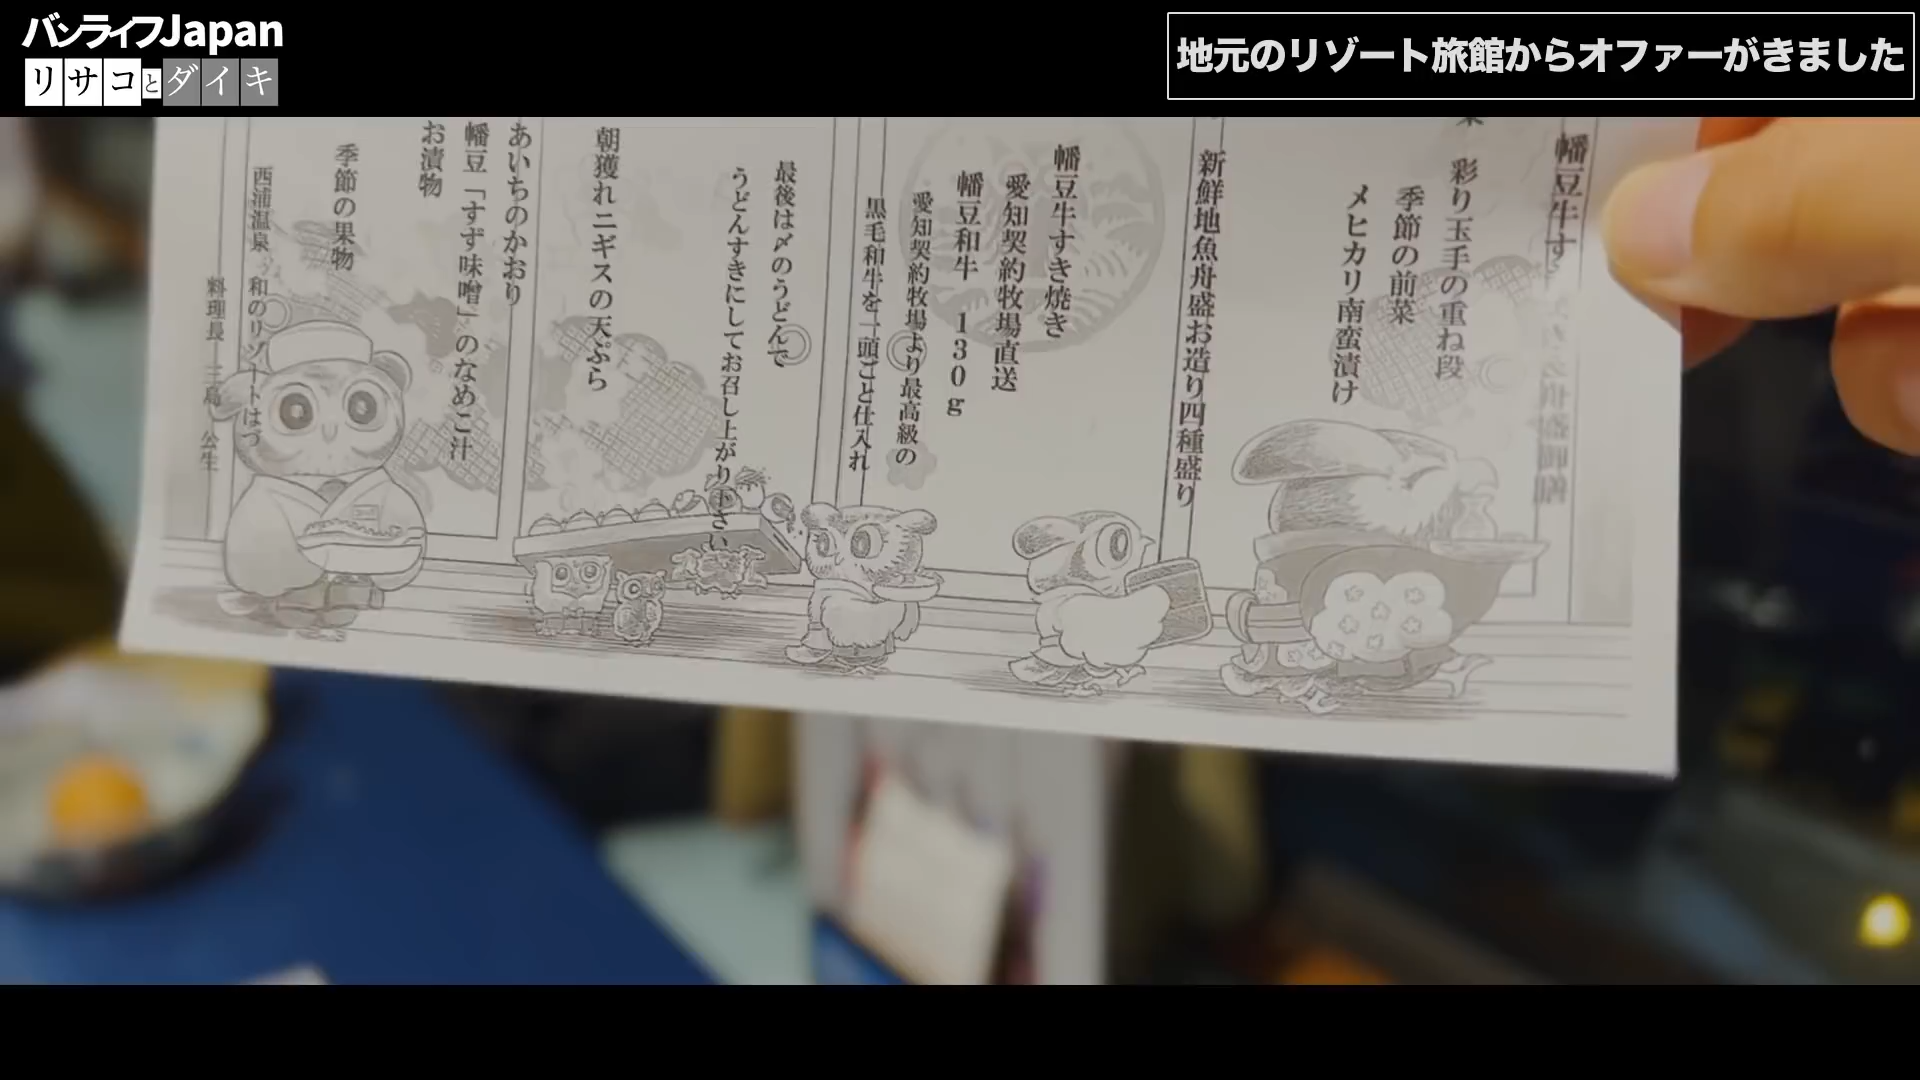 バンライフJapan
リサコとダイキ
地元のリゾート旅館からオファーがきました
幡豆牛す
彩り玉手の重ね段
季節の前菜
メヒカリ南蛮漬け
新鮮地魚舟盛お造り四種盛り
幡豆牛すき焼き
愛知契約牧場直送
幡豆和牛 130g
愛知契約牧場より最高級の
黒毛和牛を一頭ごと仕入れ
最後は〆のうどんで
うどんすきにしてお召し上がり下さい
朝獲れニギスの天ぷら
あいちのかおり
幡豆「すず味噌」のなめこ汁
お漬物
季節の果物
西浦温泉 和のリゾートはづ
料理長 三島 公生